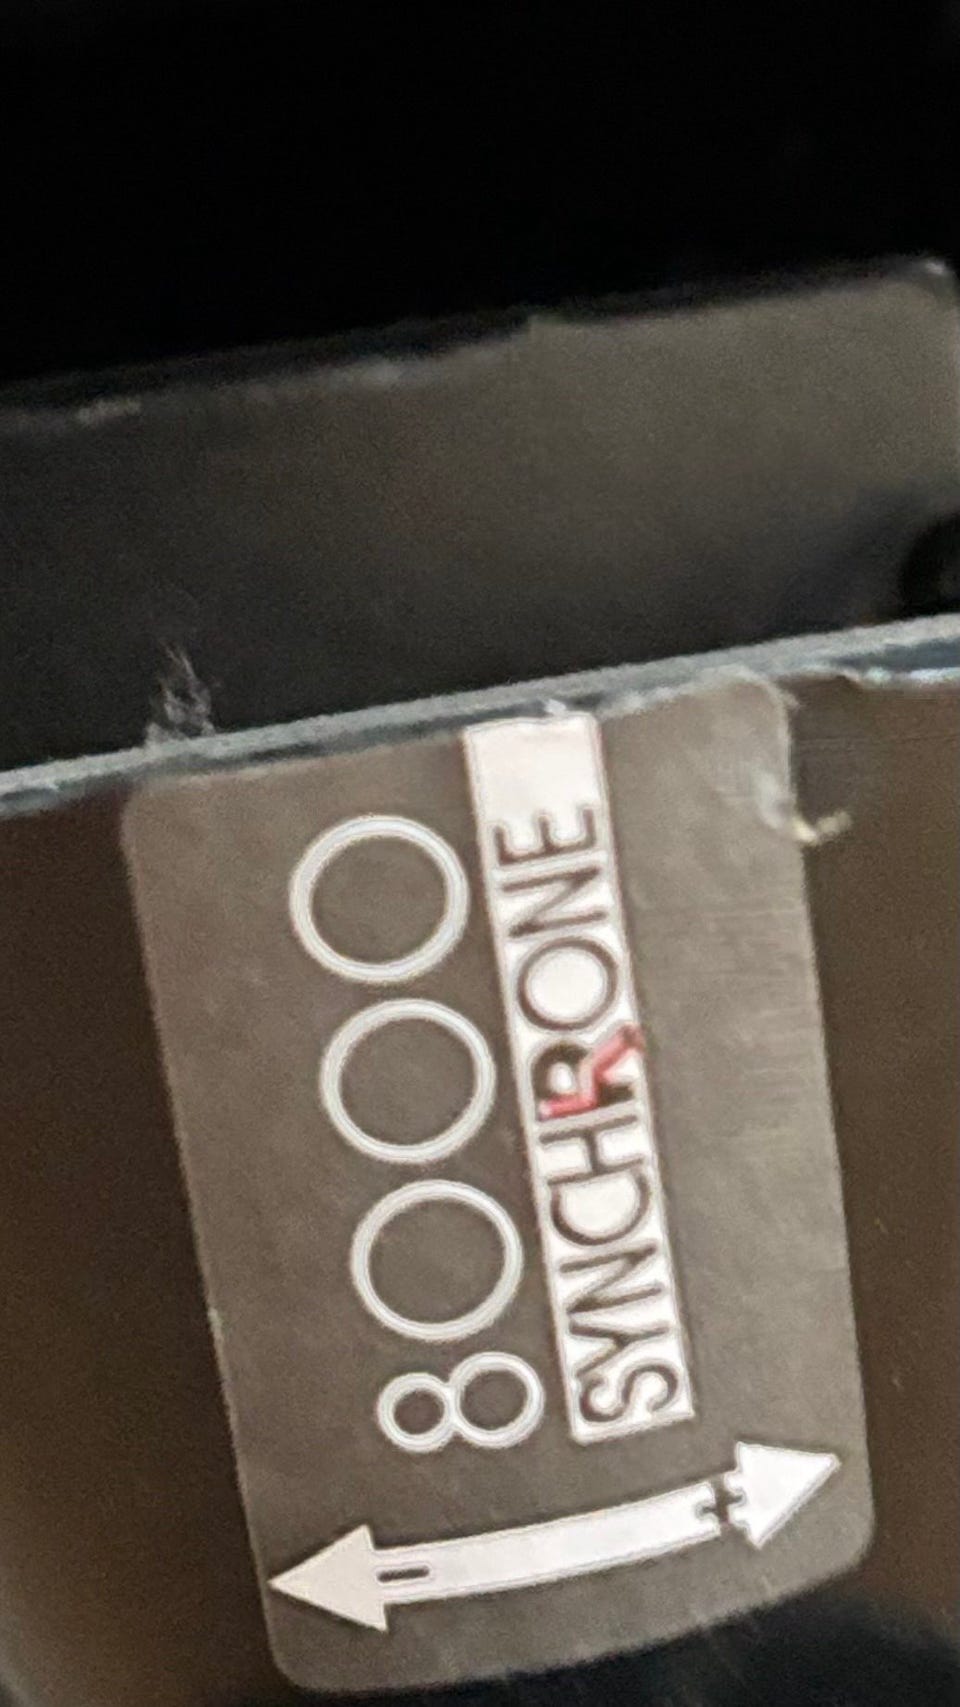 8000
SYNCHRONE
- +